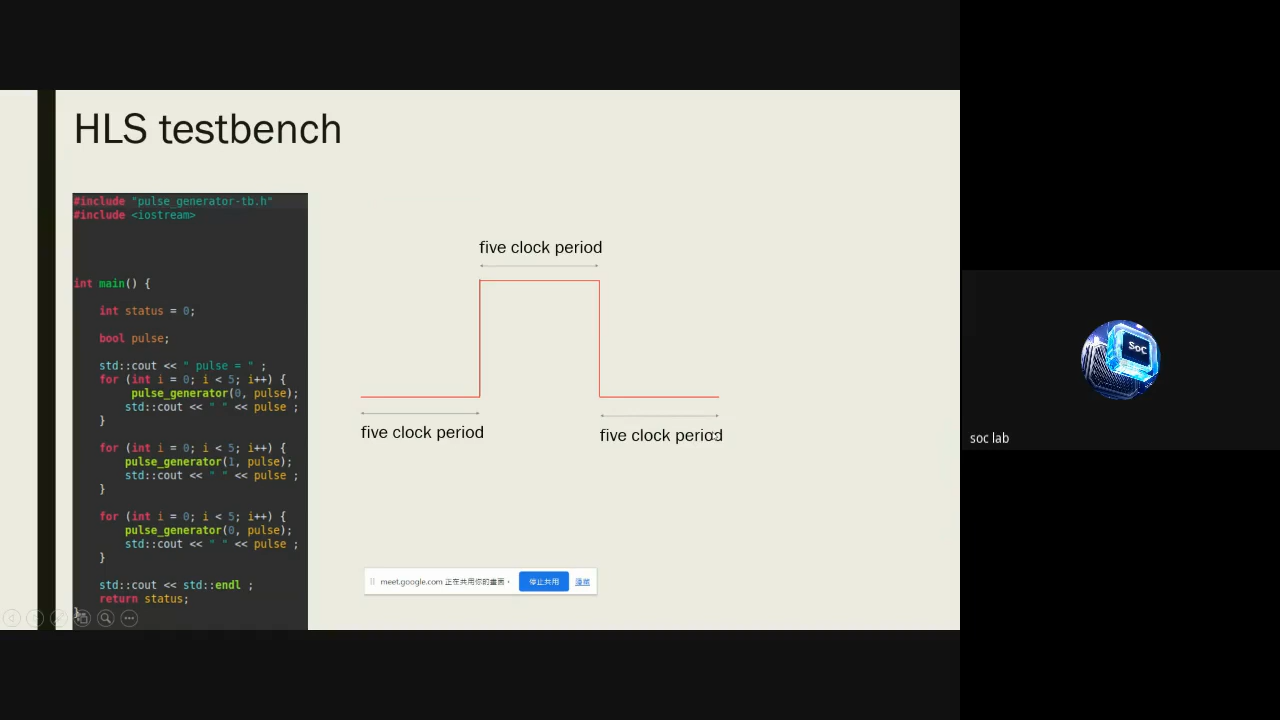 HLS testbench
#include "pulse_generator-tb.h"
#include <iostream>
int main() {
int status = 0;
bool pulse;
std::cout << " pulse = " ;
for (int i = 0; i < 5; i++) {
pulse_generator(0, pulse);
std::cout << " " << pulse ;
}
for (int i = 0; i < 5; i++) {
pulse_generator(1, pulse);
std::cout << " " << pulse ;
}
for (int i = 0; i < 5; i++) {
pulse_generator(0, pulse);
std::cout << " " << pulse ;
}
std::cout << std::endl ;
return status;
}
five clock period
five clock period
five clock period
meet.google.com 正在共用你的畫面。
停止共用
隱藏
SoC
soc lab